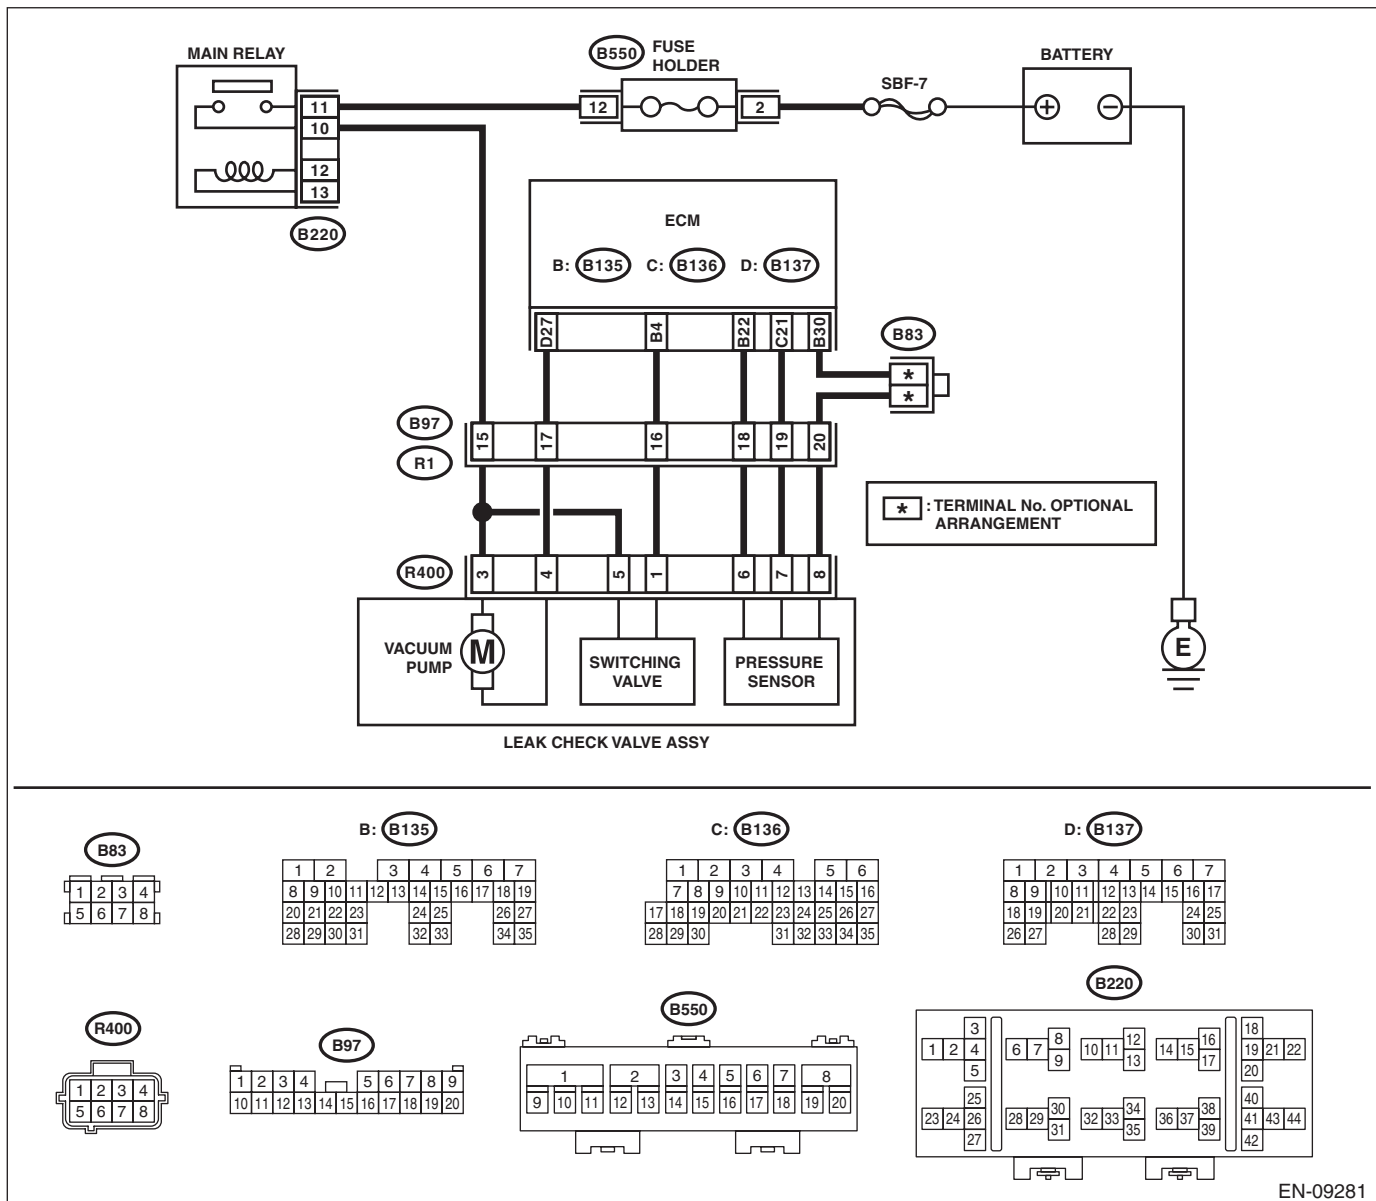 MAIN RELAY
B550
FUSE
HOLDER
SBF-7
BATTERY
11
10
12
13
12
2
+
−
B220
ECM
B: B135 C: B136 D: B137
D27
B4
B22
C21
B30
B83
*
*
B97
R1
15
17
16
18
19
20
* : TERMINAL No. OPTIONAL
ARRANGEMENT
R400
3
4
5
1
6
7
8
VACUUM
PUMP
M
SWITCHING
VALVE
PRESSURE
SENSOR
E
LEAK CHECK VALVE ASSY
B83
1 2 3 4
5 6 7 8
B: B135
1 2 3 4 5 6 7
8 9 10 11 12 13 14 15 16 17 18 19
20 21 22 23 24 25 26 27
28 29 30 31 32 33 34 35
C: B136
1 2 3 4 5 6
7 8 9 10 11 12 13 14 15 16
17 18 19 20 21 22 23 24 25 26 27
28 29 30 31 32 33 34 35
D: B137
1 2 3 4 5 6 7
8 9 10 11 12 13 14 15 16 17
18 19 20 21 22 23 24 25
26 27 28 29 30 31
R400
1 2 3 4
5 6 7 8
B97
1 2 3 4 5 6 7 8 9
10 11 12 13 14 15 16 17 18 19 20
B550
1 2 3 4 5 6 7 8
9 10 11 12 13 14 15 16 17 18 19 20
B220
3 8 12 16 18
1 2 4 6 7 10 11 14 15 19 21 22
5 9 13 17 20
25 30 34 38 40
23 24 26 28 29 32 33 36 37 41 43 44
27 31 35 39 42
EN-09281